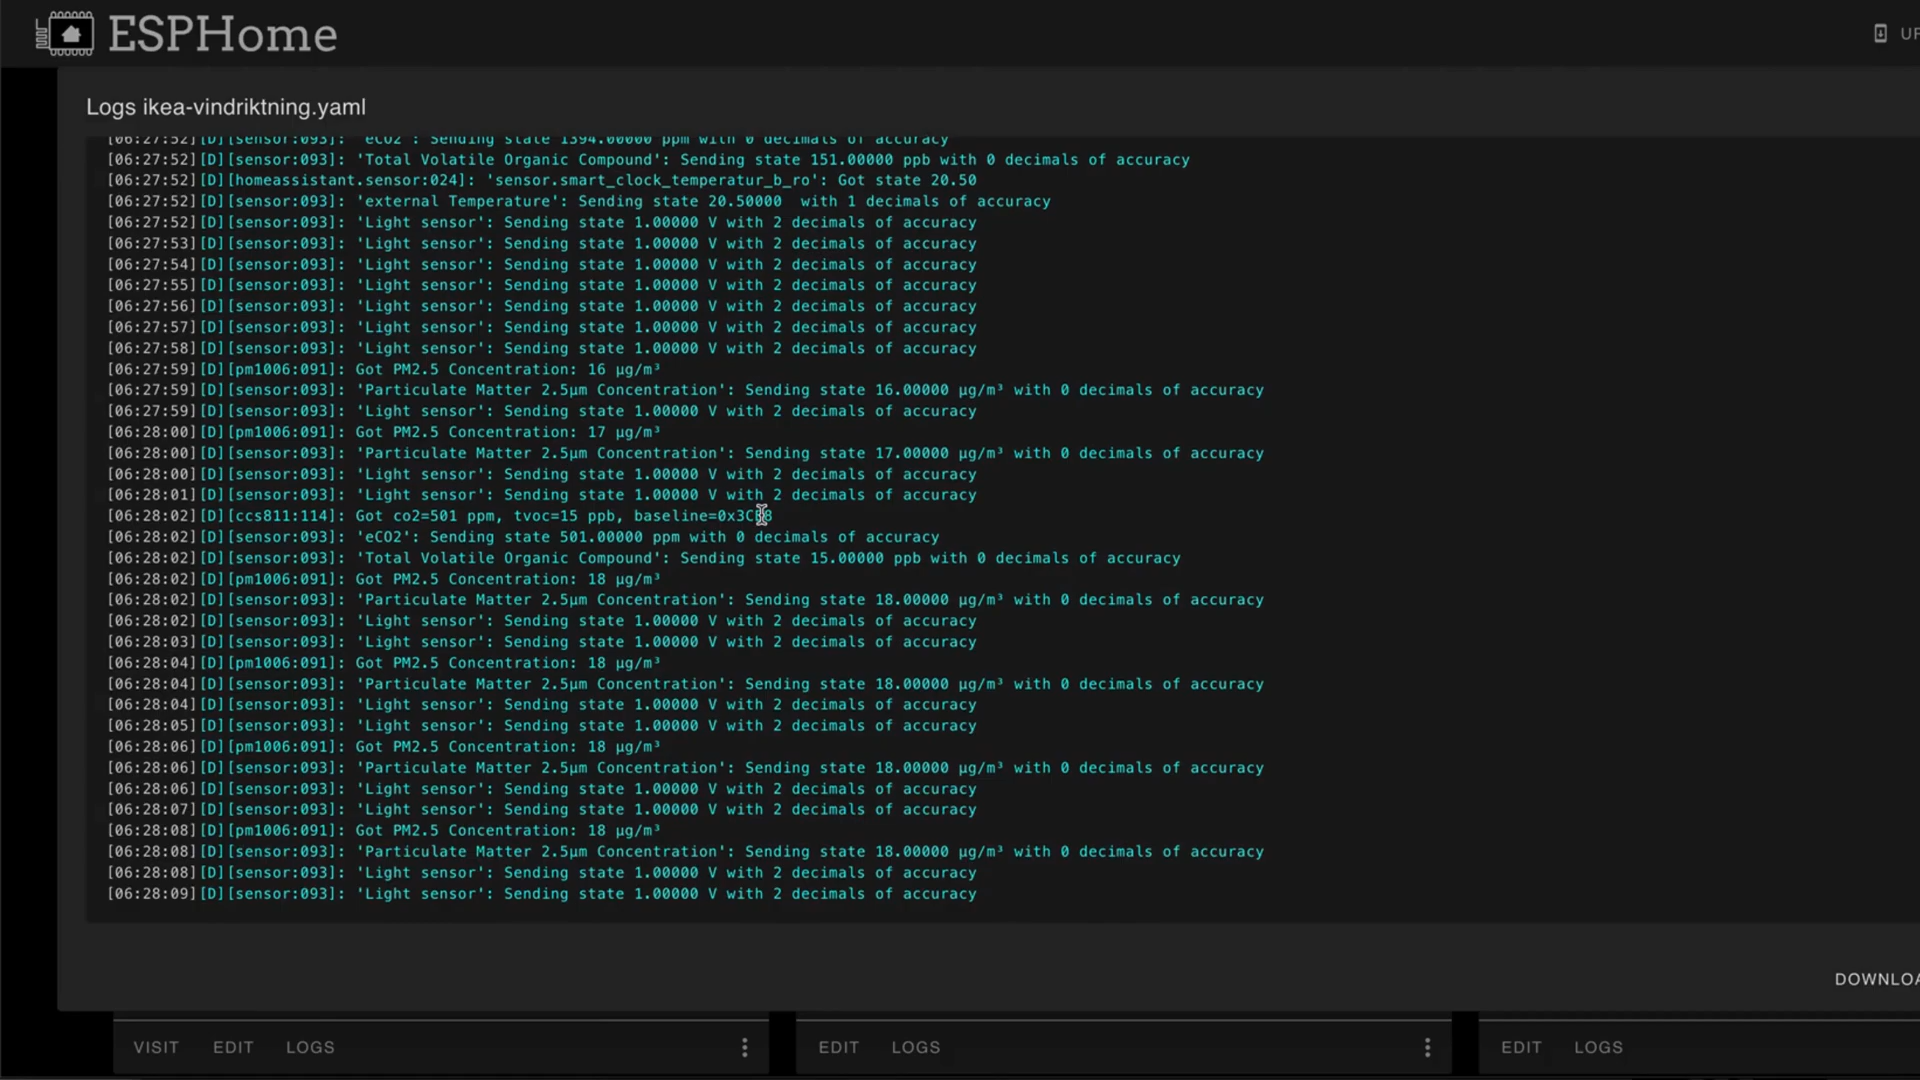 ESPHome
UP
Logs ikea-vindriktning.yaml
[06:27:52][D][sensor:093]: 'eCO2': Sending state 1394.00000 ppm with 0 decimals of accuracy
[06:27:52][D][sensor:093]: 'Total Volatile Organic Compound': Sending state 151.00000 ppb with 0 decimals of accuracy
[06:27:52][D][homeassistant.sensor:024]: 'sensor.smart_clock_temperatur_b_ro': Got state 20.50
[06:27:52][D][sensor:093]: 'external Temperature': Sending state 20.50000  with 1 decimals of accuracy
[06:27:52][D][sensor:093]: 'Light sensor': Sending state 1.00000 V with 2 decimals of accuracy
[06:27:53][D][sensor:093]: 'Light sensor': Sending state 1.00000 V with 2 decimals of accuracy
[06:27:54][D][sensor:093]: 'Light sensor': Sending state 1.00000 V with 2 decimals of accuracy
[06:27:55][D][sensor:093]: 'Light sensor': Sending state 1.00000 V with 2 decimals of accuracy
[06:27:56][D][sensor:093]: 'Light sensor': Sending state 1.00000 V with 2 decimals of accuracy
[06:27:57][D][sensor:093]: 'Light sensor': Sending state 1.00000 V with 2 decimals of accuracy
[06:27:58][D][sensor:093]: 'Light sensor': Sending state 1.00000 V with 2 decimals of accuracy
[06:27:59][D][pm1006:091]: Got PM2.5 Concentration: 16 µg/m³
[06:27:59][D][sensor:093]: 'Particulate Matter 2.5µm Concentration': Sending state 16.00000 µg/m³ with 0 decimals of accuracy
[06:27:59][D][sensor:093]: 'Light sensor': Sending state 1.00000 V with 2 decimals of accuracy
[06:28:00][D][pm1006:091]: Got PM2.5 Concentration: 17 µg/m³
[06:28:00][D][sensor:093]: 'Particulate Matter 2.5µm Concentration': Sending state 17.00000 µg/m³ with 0 decimals of accuracy
[06:28:00][D][sensor:093]: 'Light sensor': Sending state 1.00000 V with 2 decimals of accuracy
[06:28:01][D][sensor:093]: 'Light sensor': Sending state 1.00000 V with 2 decimals of accuracy
[06:28:02][D][ccs811:114]: Got co2=501 ppm, tvoc=15 ppb,
[06:28:02][D][sensor:093]: 'eCO2': Sending state 501.00000 ppm with 0 decimals of accuracy
[06:28:02][D][sensor:093]: 'Total Volatile Organic Compound': Sending state 15.00000 ppb with 0 decimals of accuracy
[06:28:02][D][pm1006:091]: Got PM2.5 Concentration: 18 µg/m³
[06:28:02][D][sensor:093]: 'Particulate Matter 2.5µm Concentration': Sending state 18.00000 µg/m³ with 0 decimals of accuracy
[06:28:02][D][sensor:093]: 'Light sensor': Sending state 1.00000 V with 2 decimals of accuracy
[06:28:03][D][sensor:093]: 'Light sensor': Sending state 1.00000 V with 2 decimals of accuracy
[06:28:04][D][pm1006:091]: Got PM2.5 Concentration: 18 µg/m³
[06:28:04][D][sensor:093]: 'Particulate Matter 2.5µm Concentration': Sending state 18.00000 µg/m³ with 0 decimals of accuracy
[06:28:04][D][sensor:093]: 'Light sensor': Sending state 1.00000 V with 2 decimals of accuracy
[06:28:05][D][sensor:093]: 'Light sensor': Sending state 1.00000 V with 2 decimals of accuracy
[06:28:06][D][pm1006:091]: Got PM2.5 Concentration: 18 µg/m³
[06:28:06][D][sensor:093]: 'Particulate Matter 2.5µm Concentration': Sending state 18.00000 µg/m³ with 0 decimals of accuracy
[06:28:06][D][sensor:093]: 'Light sensor': Sending state 1.00000 V with 2 decimals of accuracy
[06:28:07][D][sensor:093]: 'Light sensor': Sending state 1.00000 V with 2 decimals of accuracy
[06:28:08][D][pm1006:091]: Got PM2.5 Concentration: 18 µg/m³
[06:28:08][D][sensor:093]: 'Particulate Matter 2.5µm Concentration': Sending state 18.00000 µg/m³ with 0 decimals of accuracy
[06:28:08][D][sensor:093]: 'Light sensor': Sending state 1.00000 V with 2 decimals of accuracy
[06:28:09][D][sensor:093]: 'Light sensor': Sending state 1.00000 V with 2 decimals of accuracy
DOWNLOA
VISIT EDIT LOGS EDIT LOGS EDIT LOGS